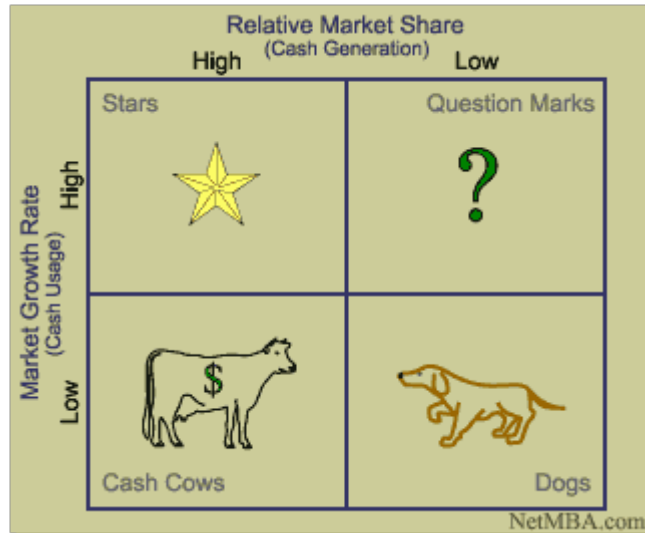 Relative Market Share
(Cash Generation)
High
Low
Stars
Question Marks
Market Growth Rate
(Cash Usage)
High
Low
$
?
Cash Cows
Dogs
NetMBA.com